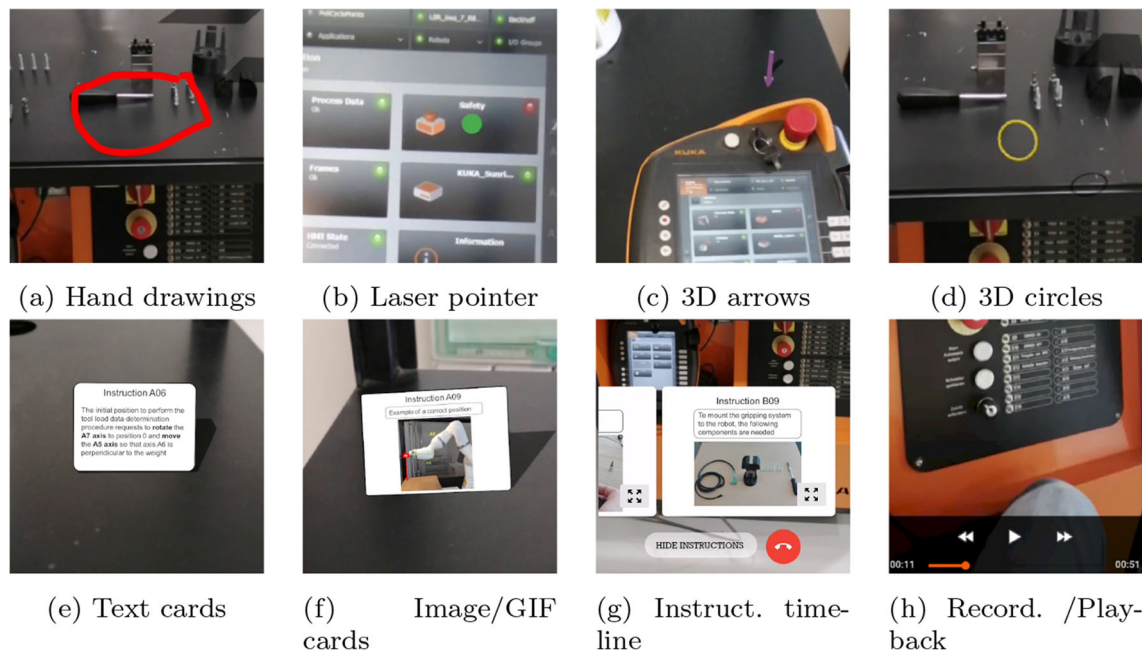 Applications
Robots
I/O Groups
Process Data
Ok
Safety
Frames
Ok
KUKA_Sunri...
HMI State
Connected
Information
KUKA
(a) Hand drawings
(b) Laser pointer
(c) 3D arrows
(d) 3D circles
Instruction A06
The initial position to perform the
tool load data determination
procedure requests to rotate the
A7 axis to position 0 and move
the A5 axis so that axis A6 is
perpendicular to the weight
Instruction A09
Example of a correct position
Instruction B09
To mount the gripping system
to the robot, the following
components are needed
HIDE INSTRUCTIONS
00:11
00:51
(e) Text cards
(f) Image/GIF
cards
(g) Instruct. time-
line
(h) Record. /Play-
back